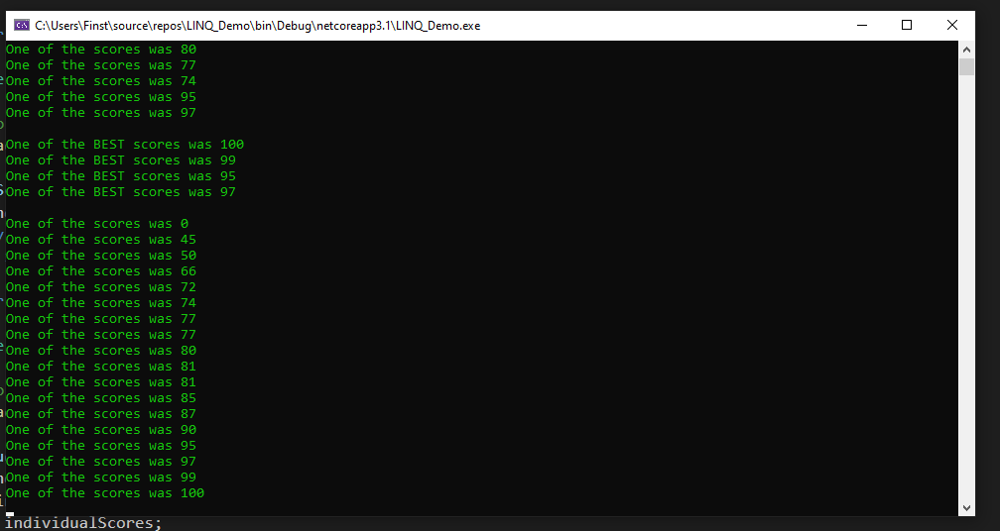 C:\Users\Finst\source\repos\LINQ_Demo\bin\Debug\netcoreapp3.1\LINQ_Demo.exe
One of the scores was 80
One of the scores was 77
One of the scores was 74
One of the scores was 95
One of the scores was 97
One of the BEST scores was 100
One of the BEST scores was 99
One of the BEST scores was 95
One of the BEST scores was 97
One of the scores was 0
One of the scores was 45
One of the scores was 50
One of the scores was 66
One of the scores was 72
One of the scores was 74
One of the scores was 77
One of the scores was 77
One of the scores was 80
One of the scores was 81
One of the scores was 81
One of the scores was 85
One of the scores was 87
One of the scores was 90
One of the scores was 95
One of the scores was 97
One of the scores was 99
One of the scores was 100
individualScores;